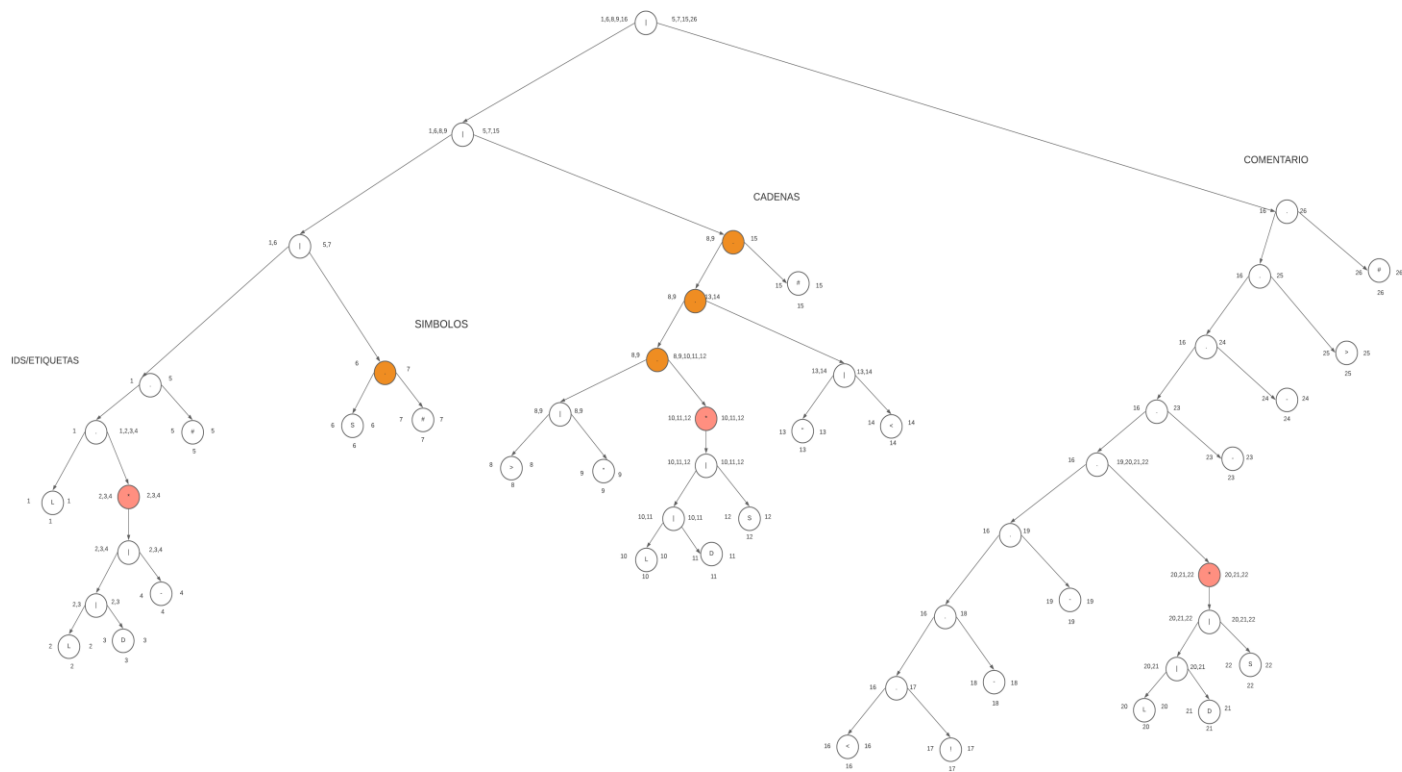 1,6,8,9,16 | 5,7,15,26
1,6,8,9 | 5,7,15
COMENTARIO
CADENAS
16 . 26
8,9 . 15
1,6 | 5,7
26 # 26
26
16 . 25
15 # 15
15
8,9 . 13,14
SIMBOLOS
16 . 24
25 > 25
25
IDS/ETIQUETAS
8,9 . 8,9,10,11,12
6 . 7
13,14 | 13,14
1 . 5
24 - 24
24
16 . 23
8,9 | 8,9
10,11,12 * 10,11,12
6 S 6
6
7 # 7
7
13 " 13
13
14 < 14
14
1 . 1,2,3,4
5 # 5
5
23 - 23
23
16 . 19,20,21,22
8 > 8
8
9 " 9
9
10,11,12 | 10,11,12
1 L 1
1
2,3,4 * 2,3,4
10,11 | 10,11
12 S 12
12
16 . 19
2,3,4 | 2,3,4
10 L 10
10
11 D 11
11
20,21,22 * 20,21,22
4 - 4
4
19 - 19
19
2,3 | 2,3
16 . 18
20,21,22 | 20,21,22
2 L 2
2
3 D 3
3
20,21 | 20,21
22 S 22
22
16 . 17
18 - 18
18
20 L 20
20
21 D 21
21
16 < 16
16
17 ! 17
17